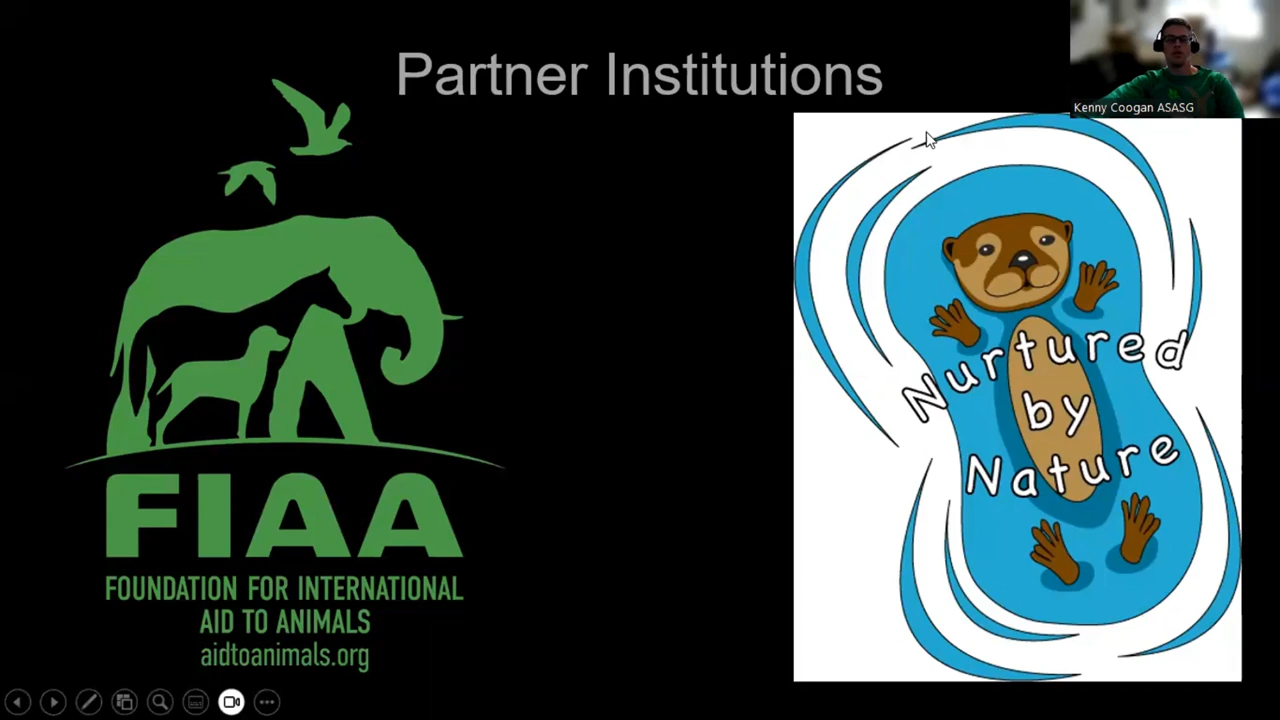 Partner Institutions
Kenny Coogan ASASG
FIAA
FOUNDATION FOR INTERNATIONAL
AID TO ANIMALS
aidtoanimals.org
Nurtured
by
Nature